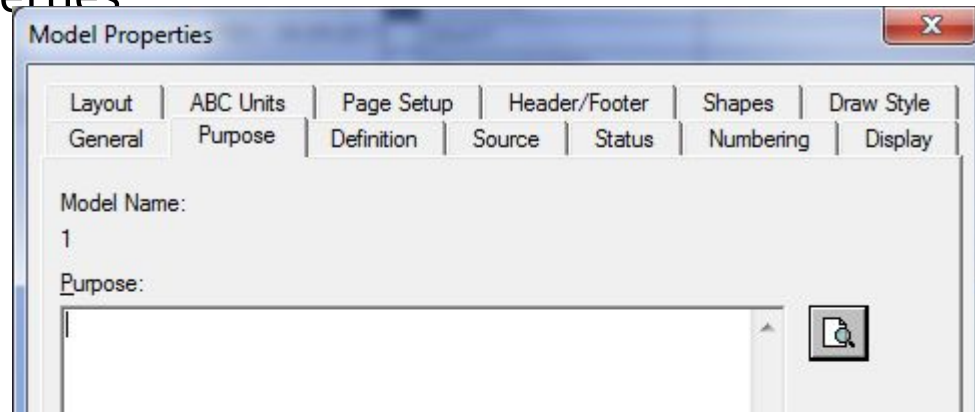 Model Properties
Layout ABC Units Page Setup Header/Footer Shapes Draw Style
General Purpose Definition Source Status Numbering Display
Model Name:
1
Purpose: